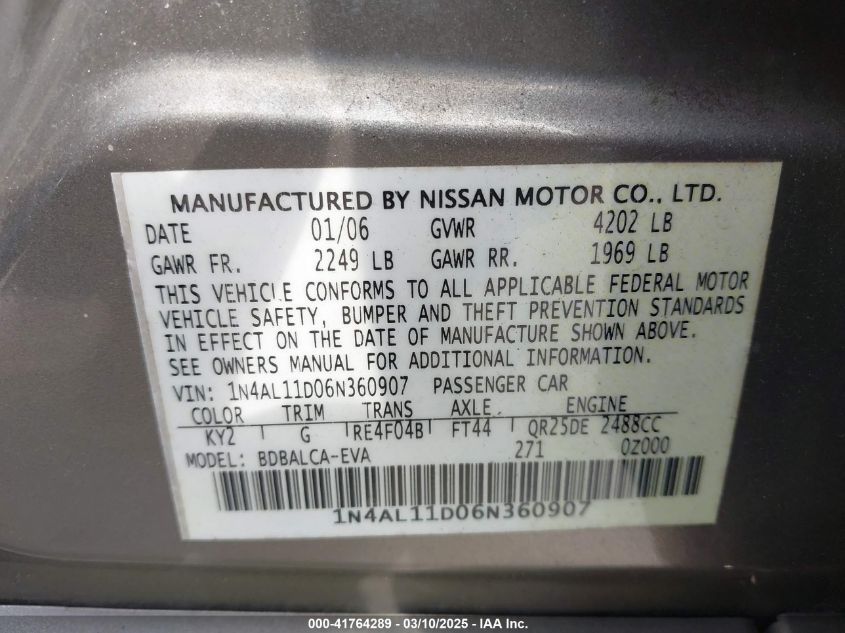 MANUFACTURED BY NISSAN MOTOR CO., LTD.
DATE 01/06 GVWR 4202 LB
GAWR FR. 2249 LB GAWR RR. 1969 LB
THIS VEHICLE CONFORMS TO ALL APPLICABLE FEDERAL MOTOR
VEHICLE SAFETY, BUMPER AND THEFT PREVENTION STANDARDS
IN EFFECT ON THE DATE OF MANUFACTURE SHOWN ABOVE.
SEE OWNERS MANUAL FOR ADDITIONAL INFORMATION.
VIN: 1N4AL11D06N360907 PASSENGER CAR
COLOR TRIM TRANS AXLE ENGINE
KY2 G RE4F04B FT44 QR25DE 2488CC
MODEL: BDBALCA-EVA 271 0Z000
1N4AL11D06N360907
000-41764289 - 03/10/2025 - IAA Inc.